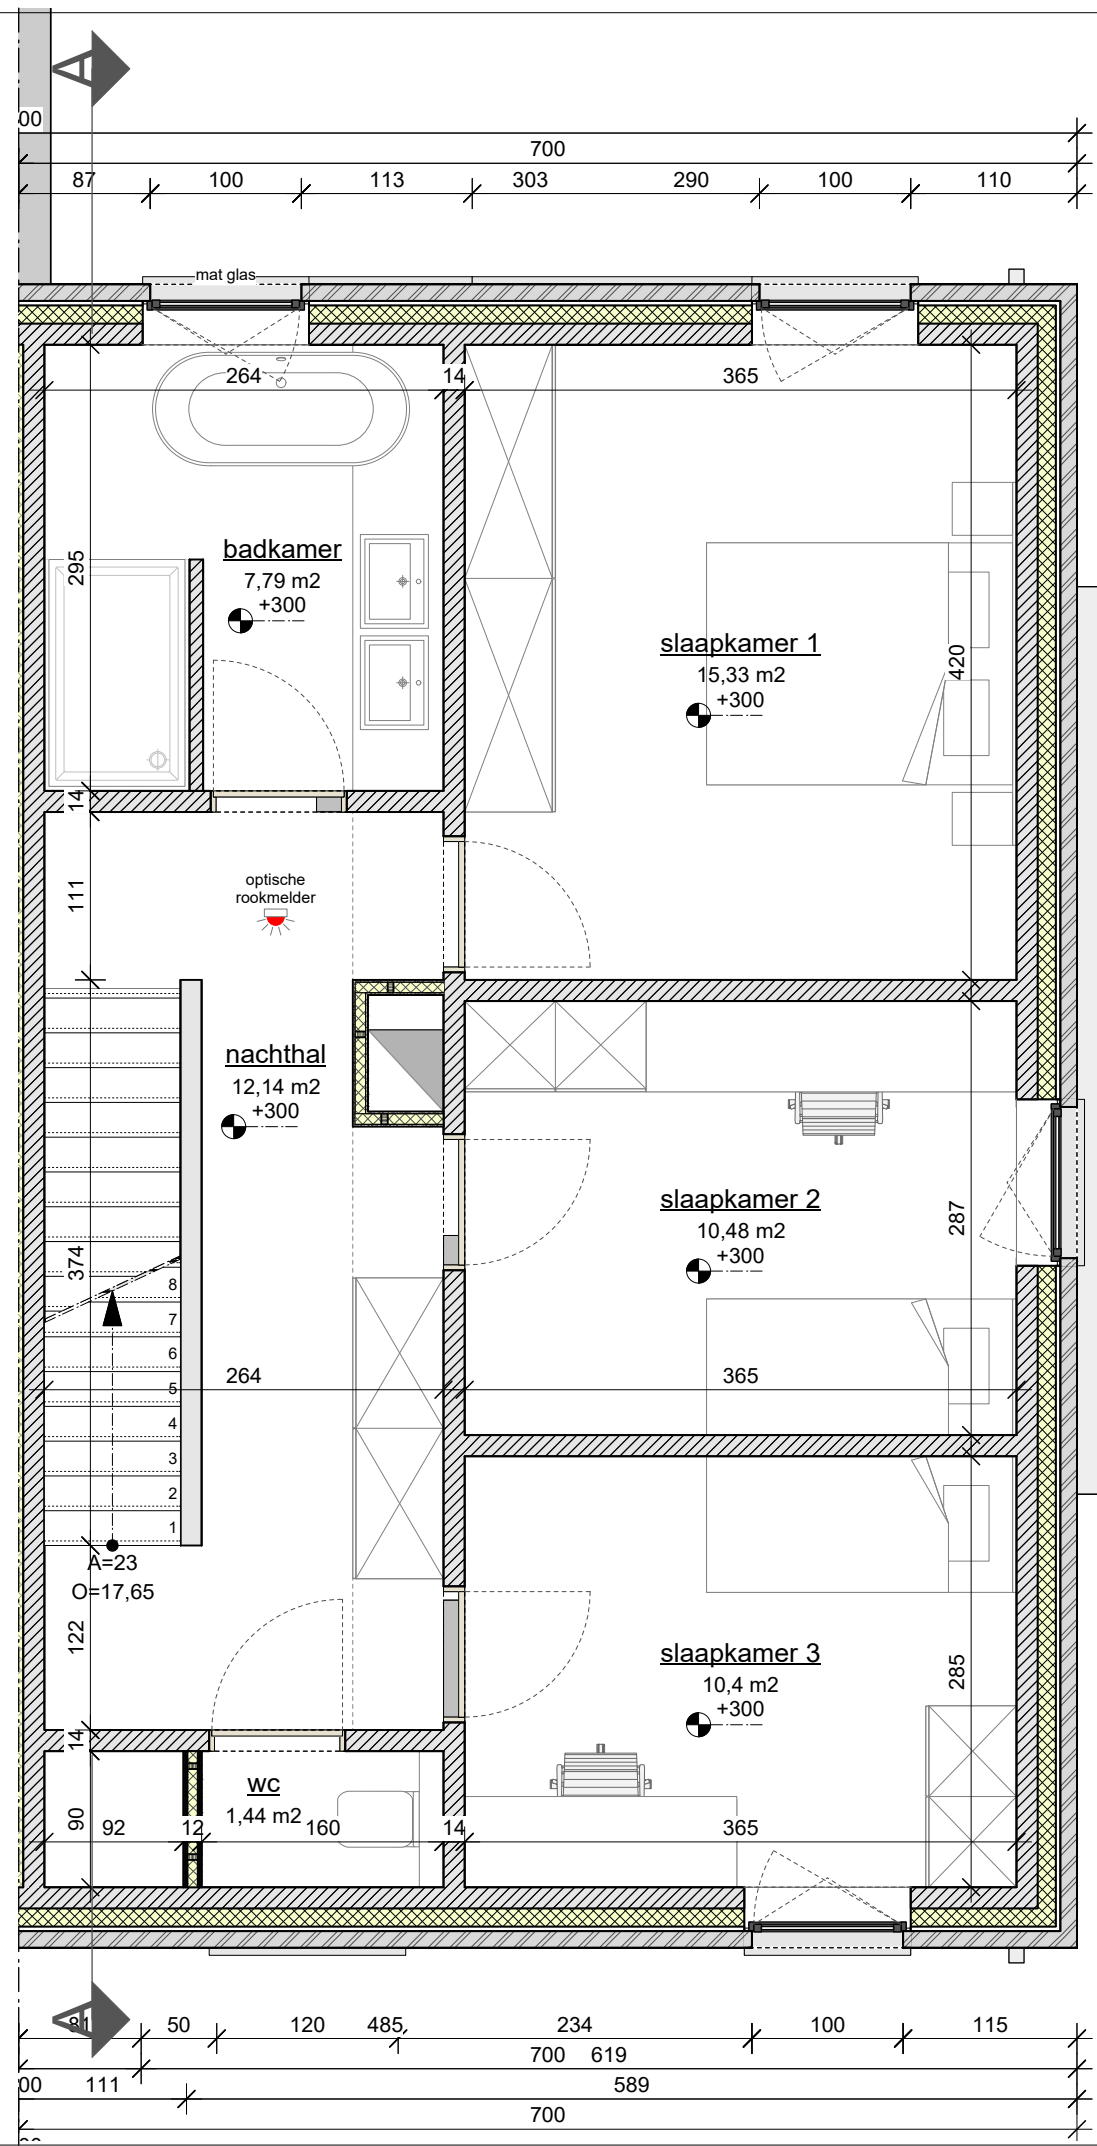 A
00
700
87 100 113 303 290 100 110
mat glas
264 14 365
badkamer
7,79 m2
+300
295
slaapkamer 1
15,33 m2
+300
420
14
111
optische
rookmelder
nachthal
12,14 m2
+300
slaapkamer 2
10,48 m2
+300
287
374
8
7
6
5
4
3
2
1
264 365
A=23
O=17,65
122
slaapkamer 3
10,4 m2
+300
285
14
wc
1,44 m2
90
92 12 160 14 365
A
81 50 120 485 234 100 115
700 619
00 111 589
700